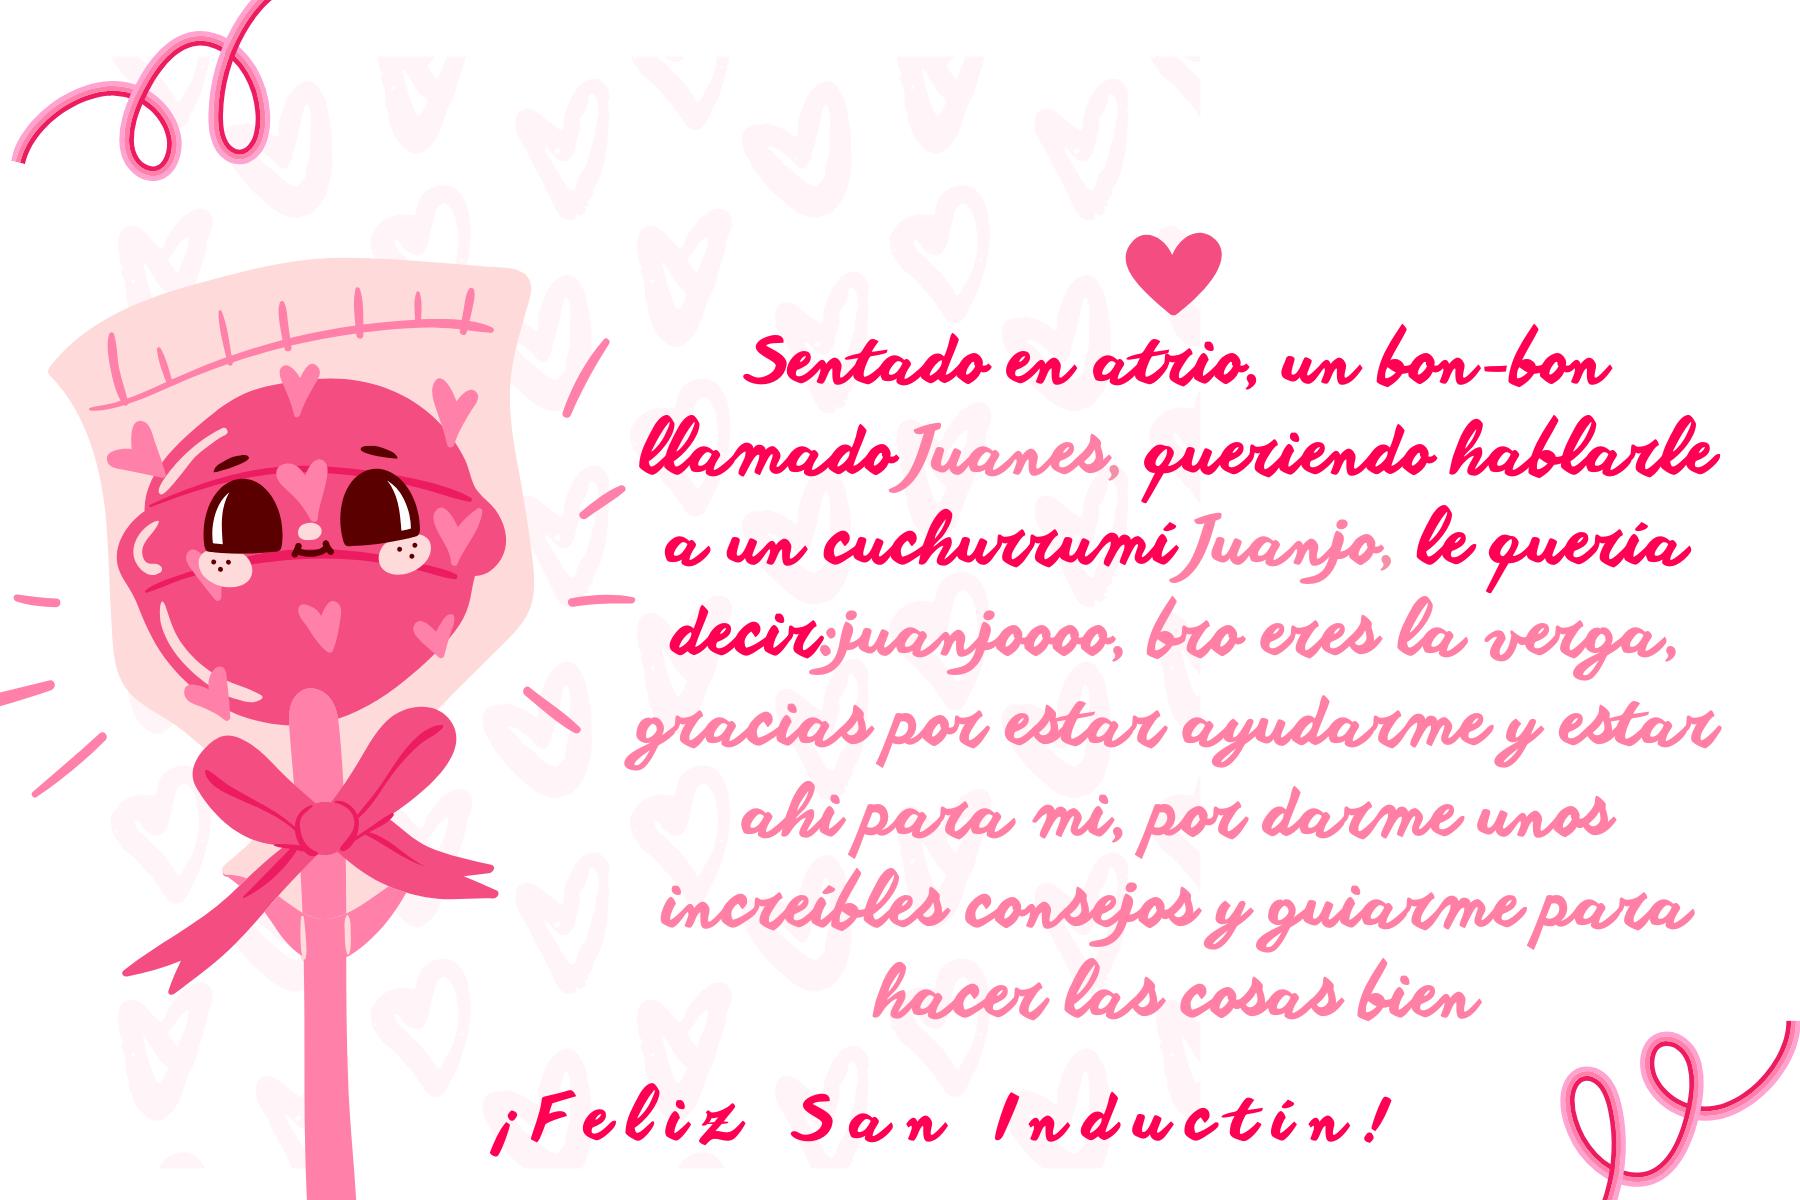 Sentado en atrio, un bon-bon
llamado Juanes, queriendo hablarle
a un cuchurrumí Juanjo, le quería
decir:juanjoooo, bro eres la verga,
gracias por estar ayudarme y estar
ahi para mi, por darme unos
increíbles consejos y guiarme para
hacer las cosas bien
¡Feliz San Inductín!